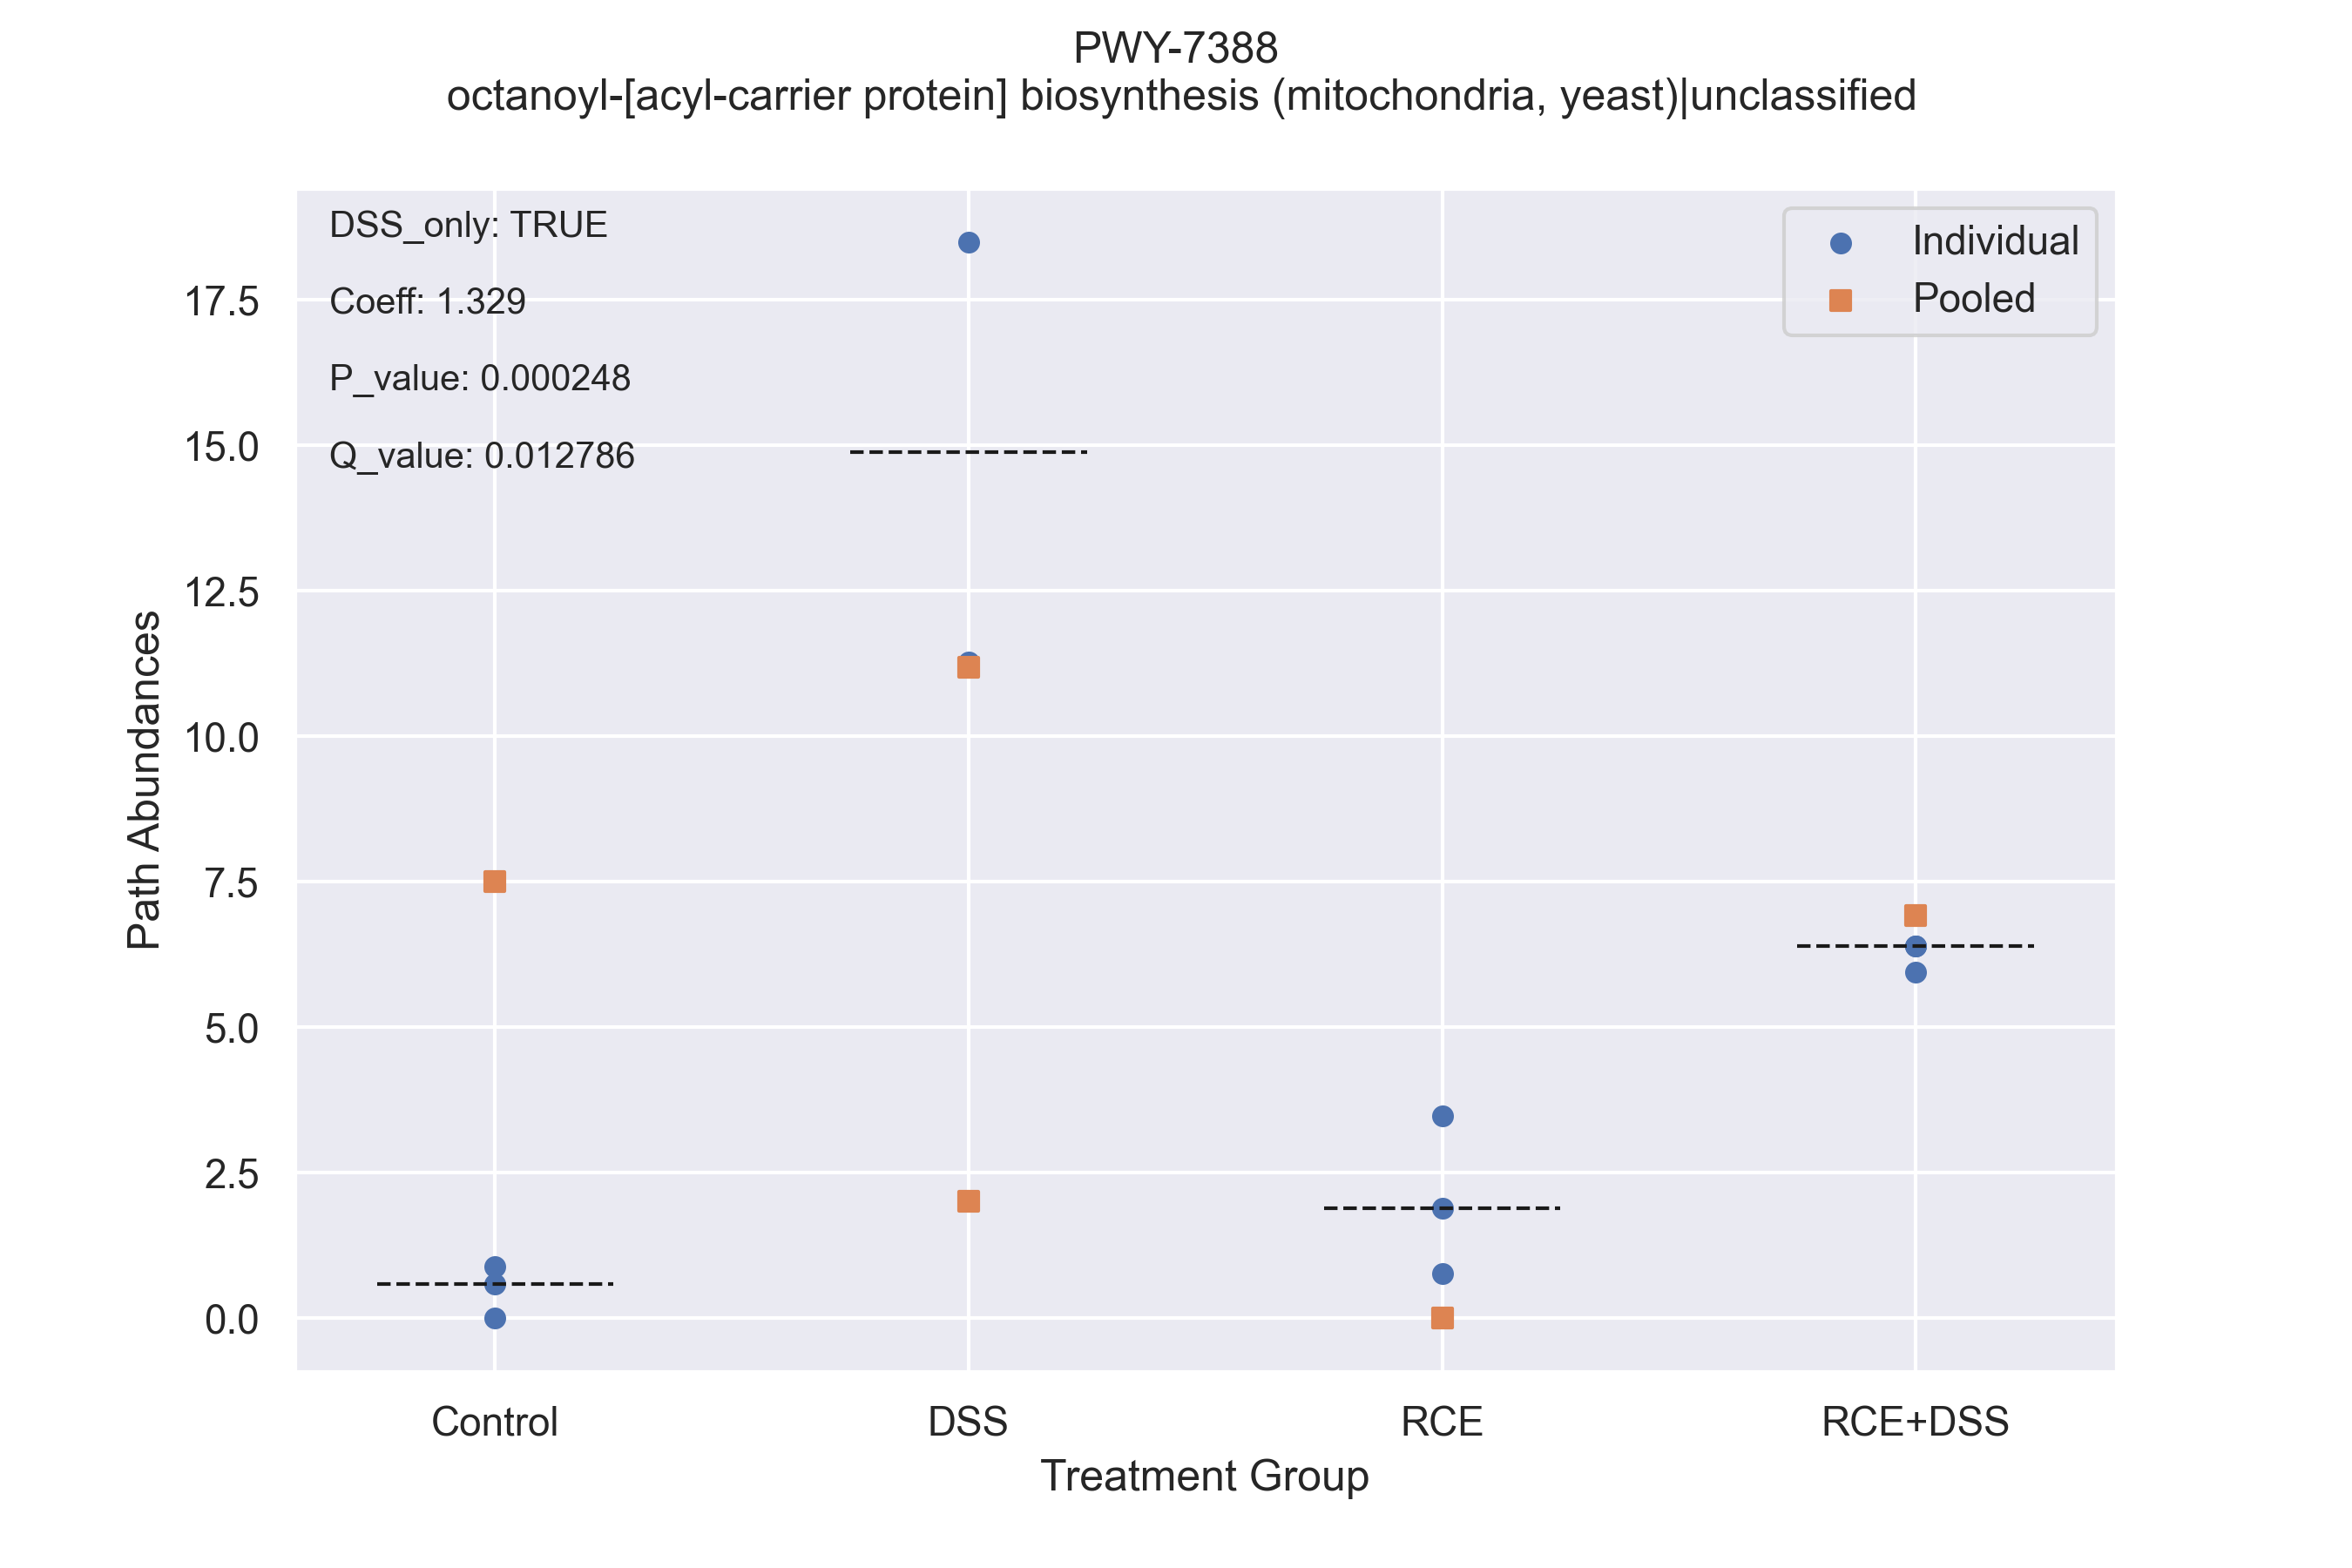 PWY-7388
octanoyl-[acyl-carrier protein] biosynthesis (mitochondria, yeast)|unclassified
DSS_only: TRUE
Coeff: 1.329
P_value: 0.000248
Q_value: 0.012786
Individual
Pooled
17.5
15.0
12.5
10.0
7.5
5.0
2.5
0.0
Path Abundances
Control
DSS
RCE
RCE+DSS
Treatment Group